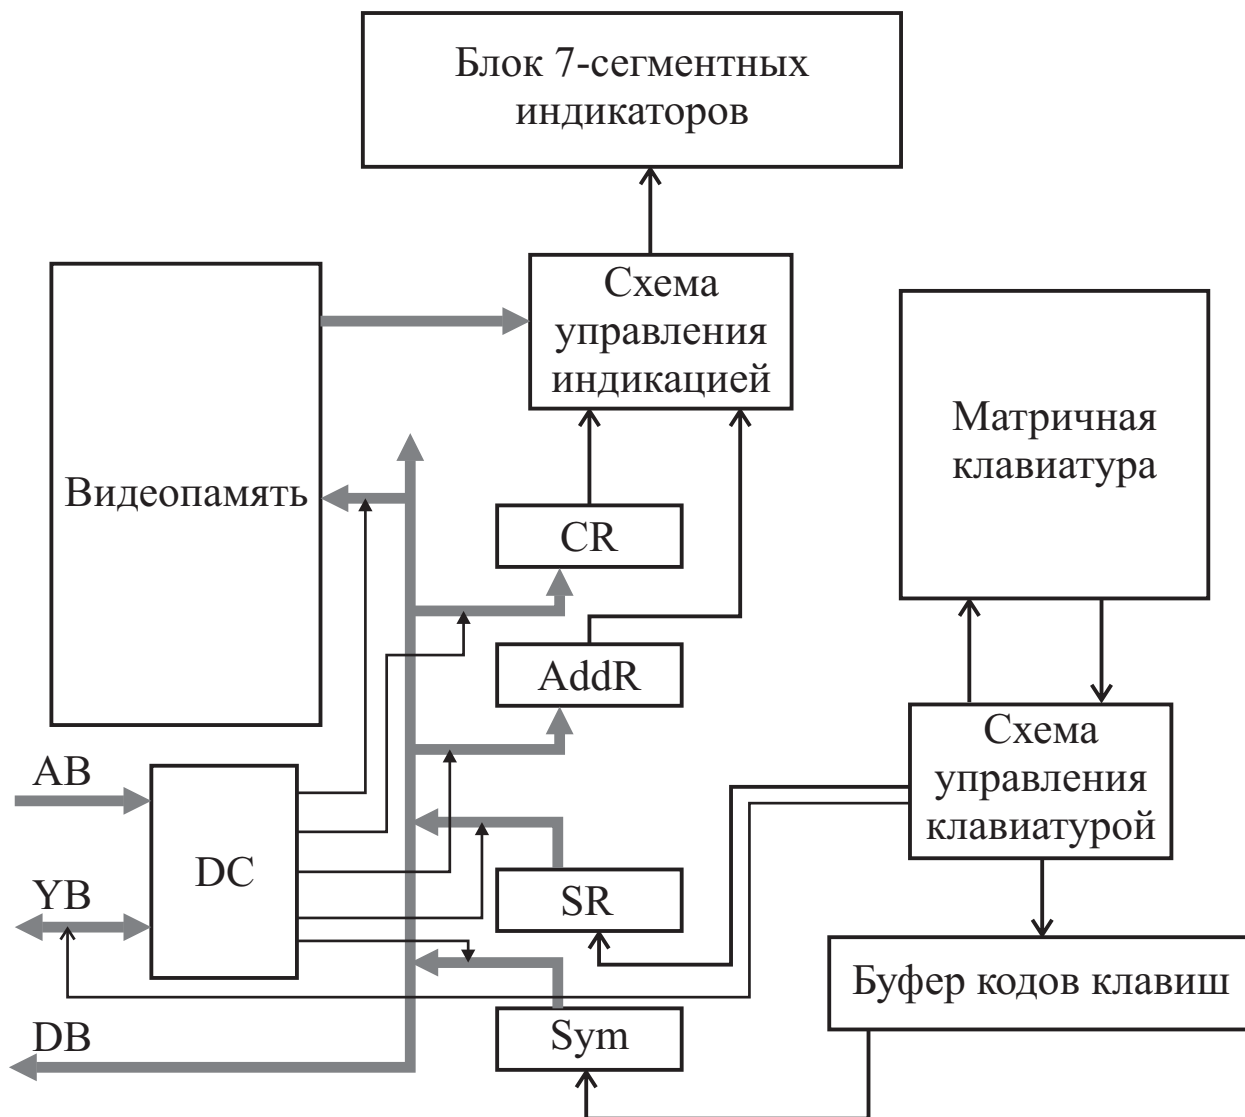 Блок 7-сегментных
индикаторов
Схема
управления
индикацией
Видеопамять
Матричная
клавиатура
CR
AddR
Схема
управления
клавиатурой
AB
DC
YB
SR
DB
Sym
Буфер кодов клавиш